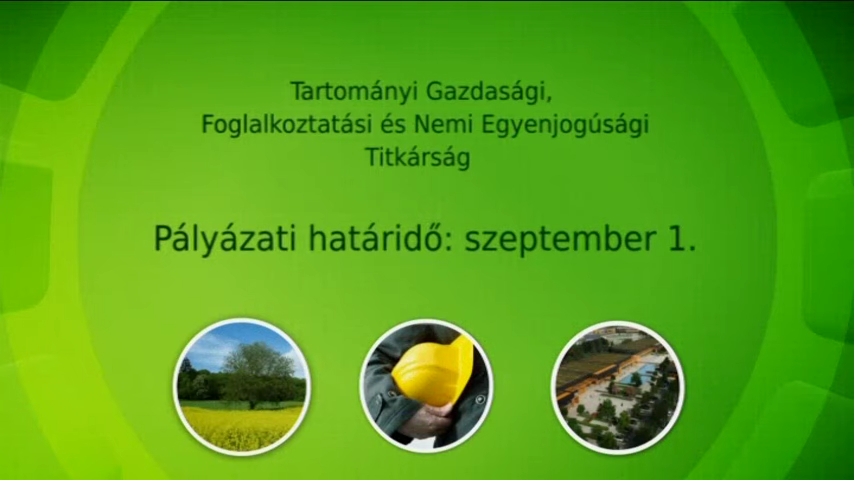 Tartományi Gazdasági,
Foglalkoztatási és Nemi Egyenjogúsági
Titkárság
Pályázati határidő: szeptember 1.